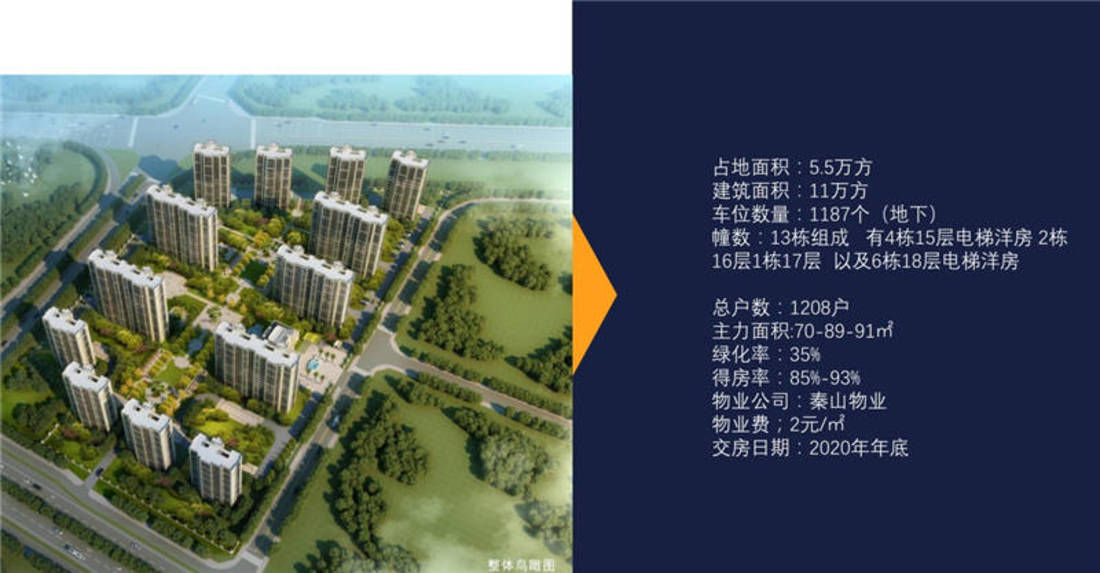 占地面积：5.5万方
建筑面积：11万方
车位数量：1187个（地下）
幢数：13栋组成 有4栋15层电梯洋房 2栋
16层1栋17层 以及6栋18层电梯洋房
总户数：1208户
主力面积:70-89-91㎡
绿化率：35%
得房率：85%-93%
物业公司：秦山物业
物业费；2元/㎡
交房日期：2020年年底
整体鸟瞰图